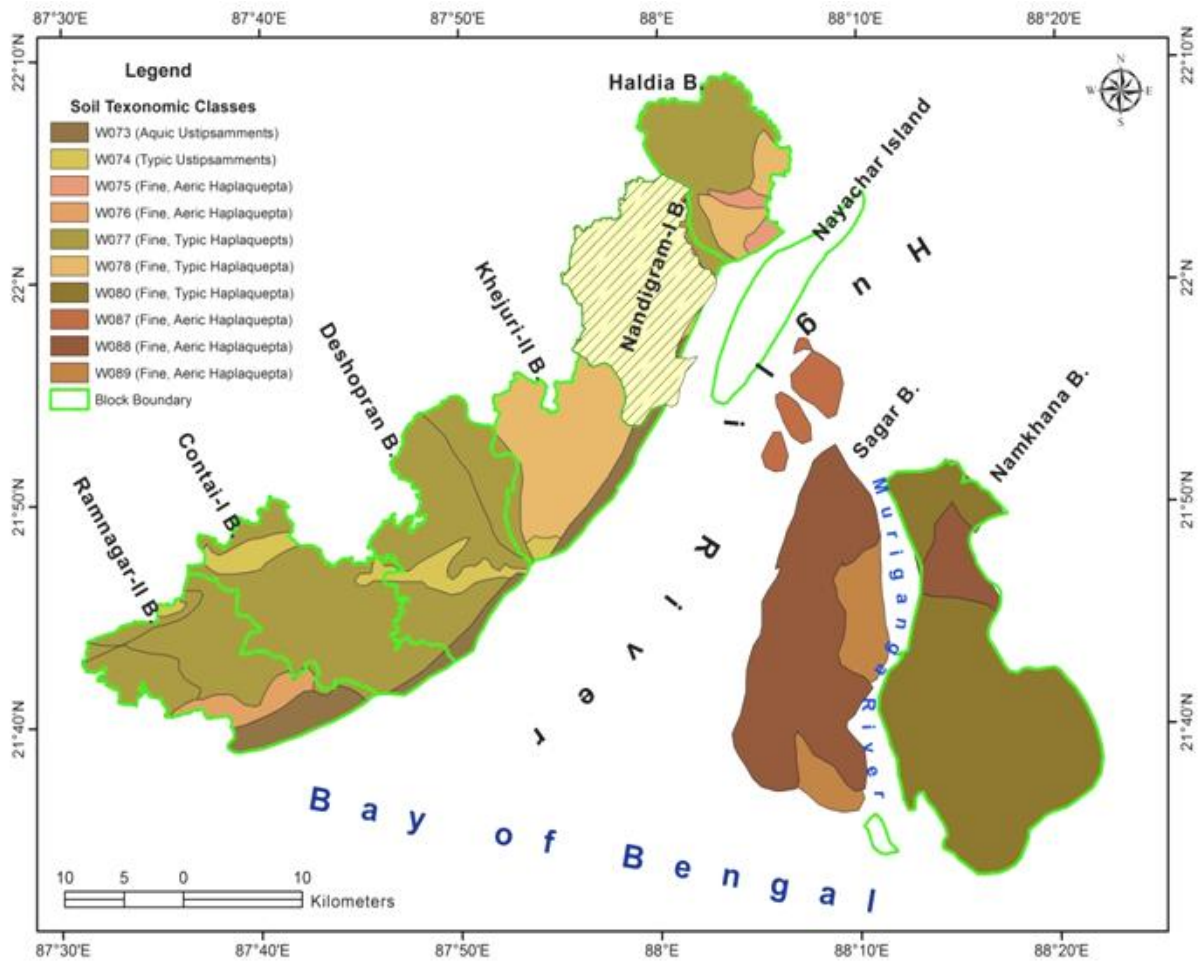 87°30'E 87°40'E 87°50'E 88°E 88°10'E 88°20'E
22°10'N 22°10'N
Legend
Soil Texonomic Classes
W073 (Aquic Ustipsamments)
W074 (Typic Ustipsamments)
W075 (Fine, Aeric Haplaquepta)
W076 (Fine, Aeric Haplaquepta)
W077 (Fine, Typic Haplaquepts)
W078 (Fine, Typic Haplaquepta)
W080 (Fine, Typic Haplaquepta)
W087 (Fine, Aeric Haplaquepta)
W088 (Fine, Aeric Haplaquepta)
W089 (Fine, Aeric Haplaquepta)
Block Boundary
N
W E
S
Haldia B.
Nayachar Island
Nandigram-I B.
Khejuri-II B.
Deshopran B.
Contai-I B.
Ramnagar-II B.
Sagar B.
Namkhana B.
Hugli River
Muriganga River
22°N 22°N
21°50'N 21°50'N
21°40'N 21°40'N
Bay of Bengal
10 5 0 10
Kilometers
87°30'E 87°40'E 87°50'E 88°E 88°10'E 88°20'E